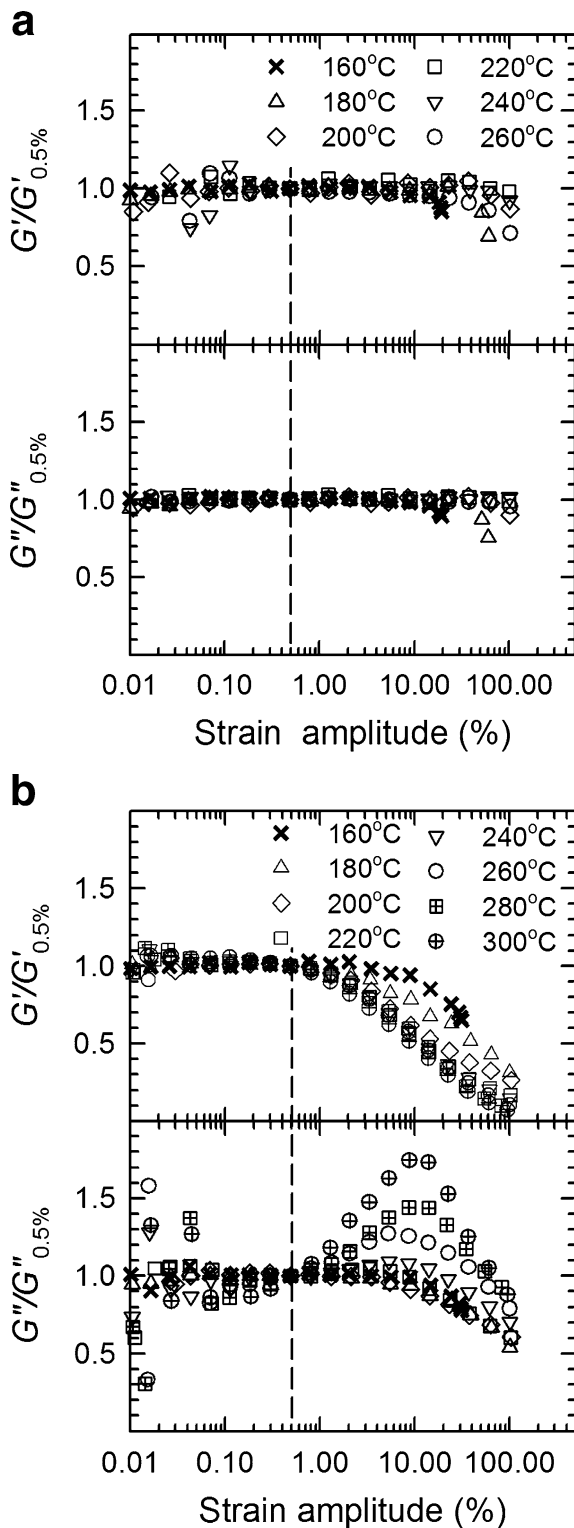 a
160°C 220°C
180°C 240°C
200°C 260°C
1.5
1.0
0.5
G'/G'0.5%
1.5
1.0
0.5
G"/G"0.5%
0.01 0.10 1.00 10.00 100.00
Strain amplitude (%)
b
160°C 240°C
180°C 260°C
200°C 280°C
220°C 300°C
1.5
1.0
0.5
G'/G'0.5%
1.5
1.0
0.5
G"/G"0.5%
0.01 0.10 1.00 10.00 100.00
Strain amplitude (%)